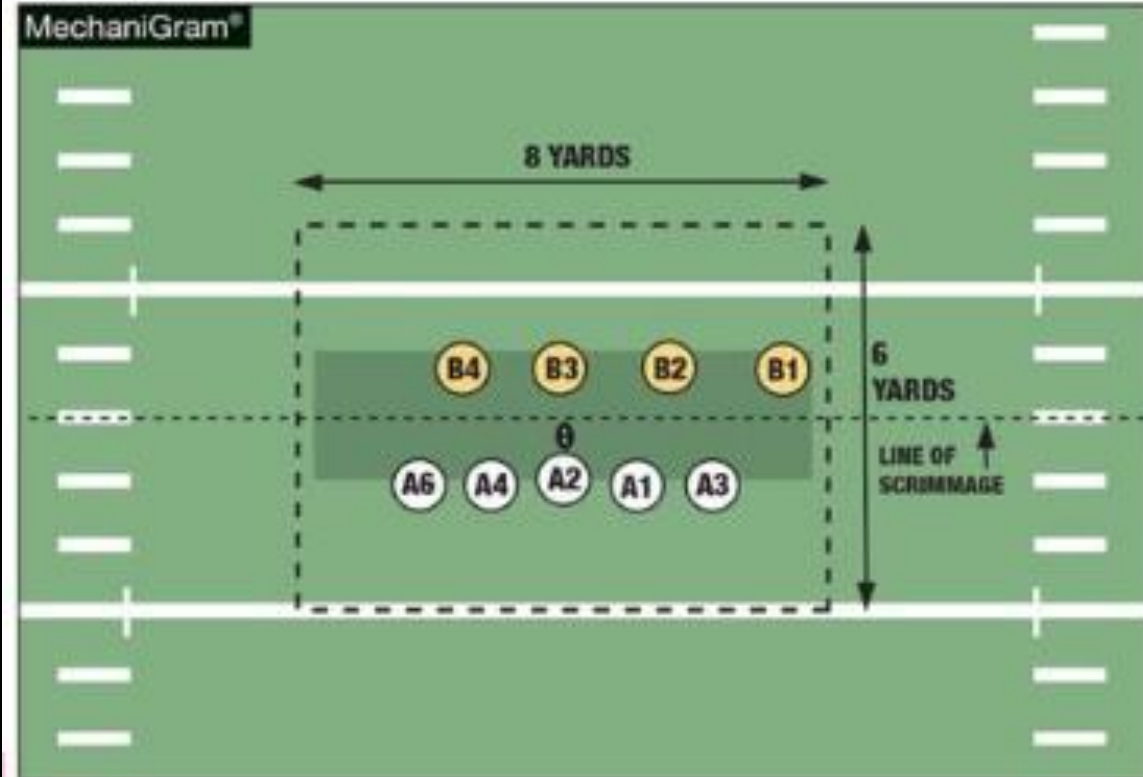 MechaniGram®
8 YARDS
B4 B3 B2 B1
6
YARDS
A6 A4 A2 A1 A3
LINE OF
SCRIMMAGE